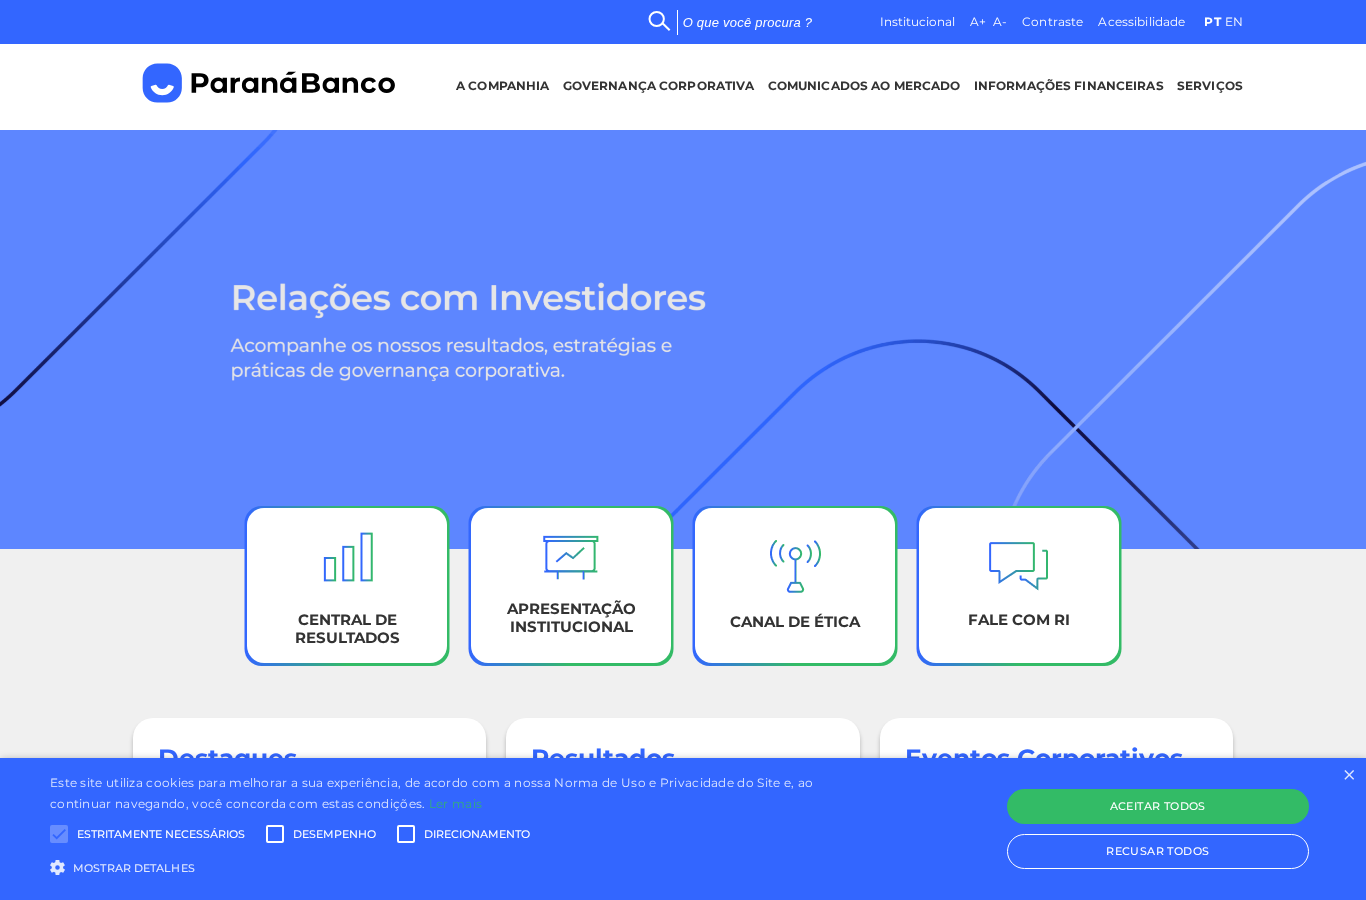 O que você procura ?
Institucional A+ A- Contraste Acessibilidade PT EN
ParanáBanco
A COMPANHIA GOVERNANÇA CORPORATIVA COMUNICADOS AO MERCADO INFORMAÇÕES FINANCEIRAS SERVIÇOS
Relações com Investidores
Acompanhe os nossos resultados, estratégias e
práticas de governança corporativa.
CENTRAL DE
RESULTADOS
APRESENTAÇÃO
INSTITUCIONAL
CANAL DE ÉTICA
FALE COM RI
Destaques
Resultados
Eventos Corporativos
Este site utiliza cookies para melhorar a sua experiência, de acordo com a nossa Norma de Uso e Privacidade do Site e, ao
continuar navegando, você concorda com estas condições. Ler mais
ESTRITAMENTE NECESSÁRIOS DESEMPENHO DIRECIONAMENTO
MOSTRAR DETALHES
×
ACEITAR TODOS
RECUSAR TODOS